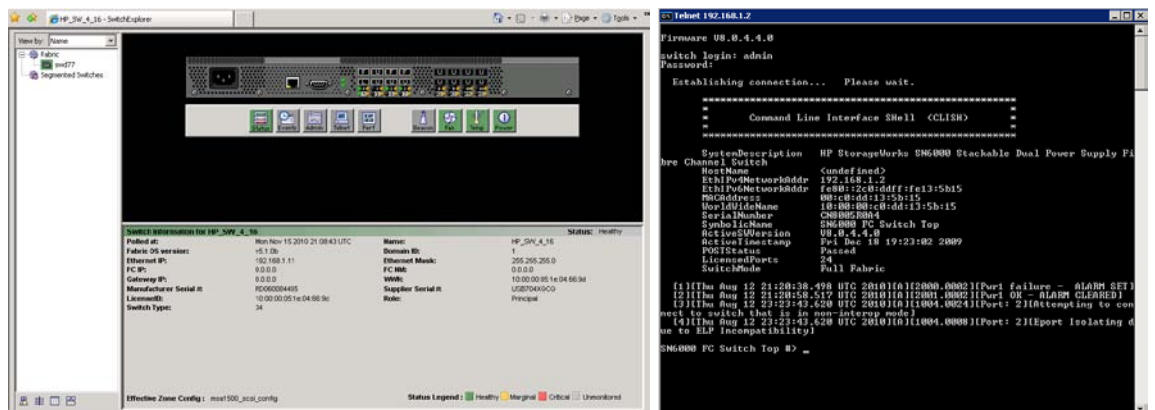 HP_SW_4_16 - SwitchExplorer
Page
Tools
View by: Name
Fabric
swd77
Segmented Switches
Status
Events
Admin
Telnet
Perf
Beacon
Fan
Temp
Power
Switch Information for HP_SW_4_16
Status: Healthy
Polled at: Mon Nov 15 2010 21:08:43 UTC
Name: HP_SW_4_16
Fabric OS version: v5.1.0b
Domain ID: 1
Ethernet IP: 192.168.1.11
Ethernet Mask: 255.255.255.0
FC IP: 0.0.0.0
FC NM: 0.0.0.0
Gateway IP: 0.0.0.0
WWN: 10:00:00:05:1e:04:66:9d
Manufacturer Serial #: RD060004495
Supplier Serial #: USB704X0CG
LicenseID: 10:00:00:05:1e:04:66:9c
Role: Principal
Switch Type: 34
Effective Zone Config : msa1500_scsi_config
Status Legend : Healthy Marginal Critical Unmonitored
Telnet 192.168.1.2
Firmware V8.0.4.4.0
switch login: admin
Password:
Establishing connection... Please wait.
*****************************************************
* *
* Command Line Interface SHell (CLISH) *
* *
*****************************************************
SystemDescription HP StorageWorks SN6000 Stackable Dual Power Supply Fi
bre Channel Switch
HostName <undefined>
EthIPv4NetworkAddr 192.168.1.2
EthIPv6NetworkAddr fe80::2c0:ddff:fe13:5b15
MACAddress 00:c0:dd:13:5b:15
WorldWideName 10:00:00:c0:dd:13:5b:15
SerialNumber CN8005R0A4
SymbolicName SN6000 FC Switch Top
ActiveSWVersion V8.0.4.4.0
ActiveTimestamp Fri Dec 18 19:23:02 2009
POSTStatus Passed
LicensedPorts 24
SwitchMode Full Fabric
[1][Thu Aug 12 21:20:38.498 UTC 2010][A][2000.0002][Pwr1 failure - ALARM SET]
[2][Thu Aug 12 21:20:58.517 UTC 2010][A][2001.0002][Pwr1 OK - ALARM CLEARED]
[3][Thu Aug 12 23:23:43.620 UTC 2010][A][1004.0024][Port: 2][Attempting to con
nect to switch that is in non-interop mode]
[4][Thu Aug 12 23:23:43.620 UTC 2010][A][1004.0008][Port: 2][Eport Isolating d
ue to ELP Incompatibility]
SN6000 FC Switch Top #> _